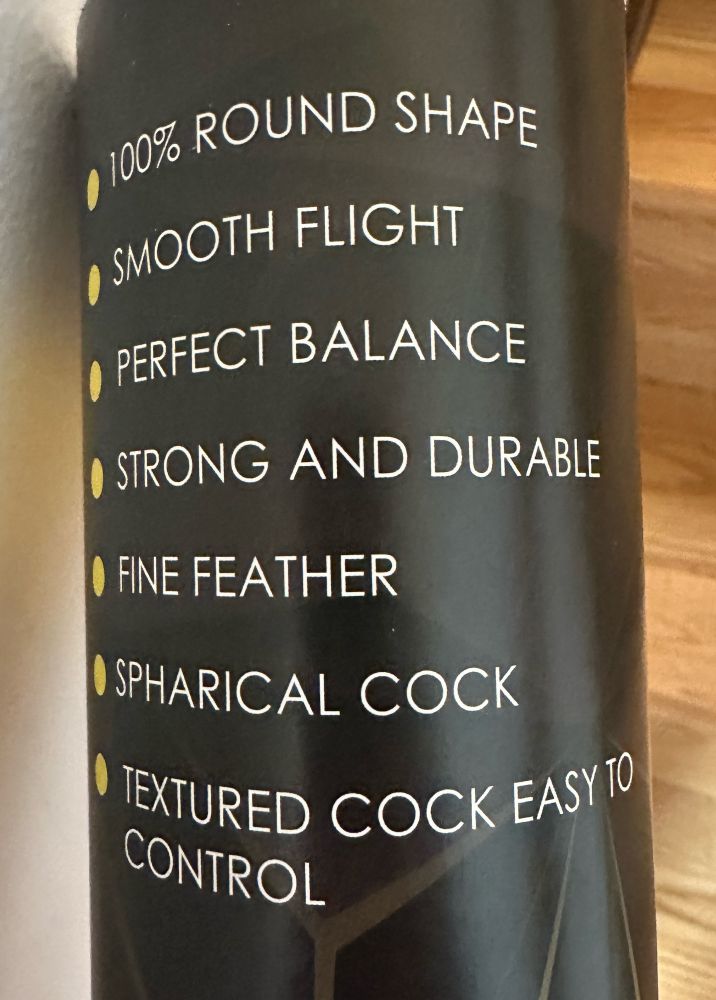 100% ROUND SHAPE
SMOOTH FLIGHT
PERFECT BALANCE
STRONG AND DURABLE
FINE FEATHER
SPHARICAL COCK
TEXTURED COCK EASY TO
CONTROL